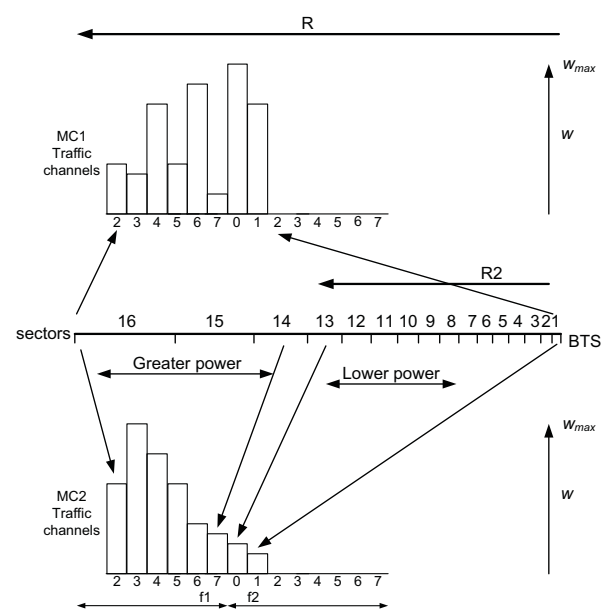 R
w_max
w
MC1
Traffic
channels
2 3 4 5 6 7 0 1 2 3 4 5 6 7
R2
16 15 14 13 12 11 10 9 8 7 6 5 4 3 2 1
sectors
BTS
Greater power
Lower power
w_max
w
MC2
Traffic
channels
2 3 4 5 6 7 0 1 2 3 4 5 6 7
f1 f2